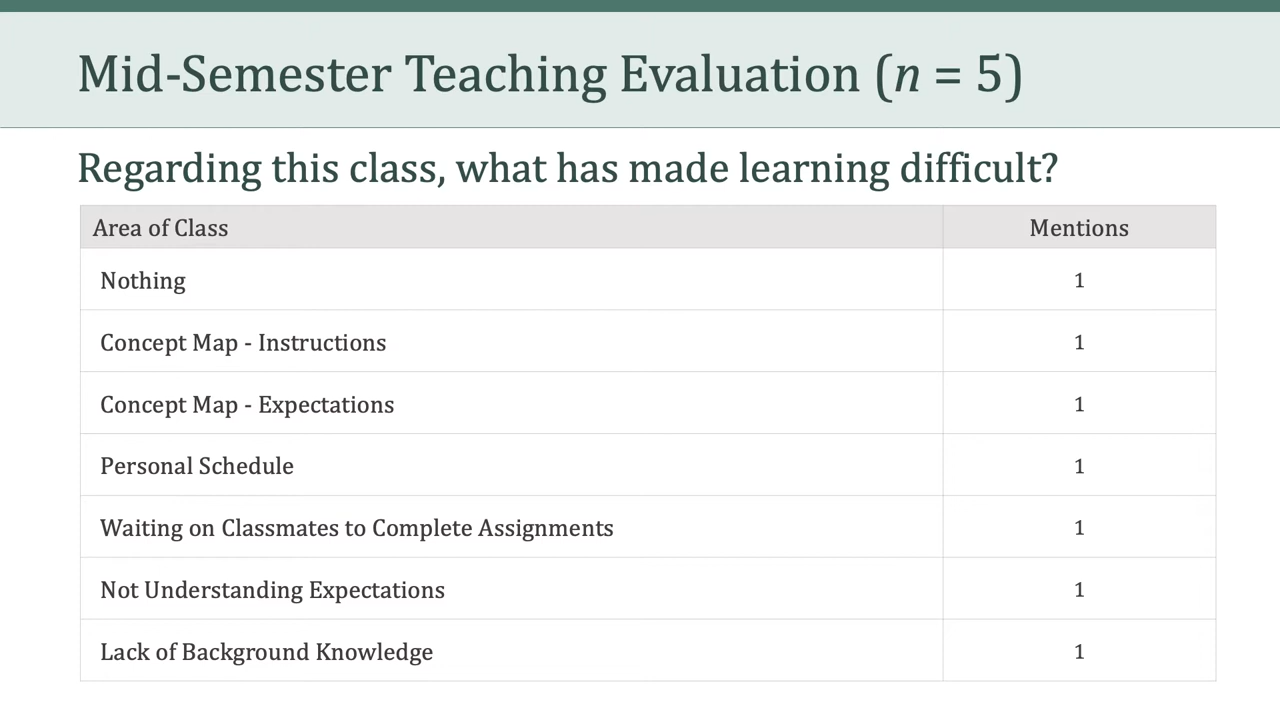 Mid-Semester Teaching Evaluation (n = 5)
Regarding this class, what has made learning difficult?
Area of Class Mentions
Nothing 1
Concept Map - Instructions 1
Concept Map - Expectations 1
Personal Schedule 1
Waiting on Classmates to Complete Assignments 1
Not Understanding Expectations 1
Lack of Background Knowledge 1